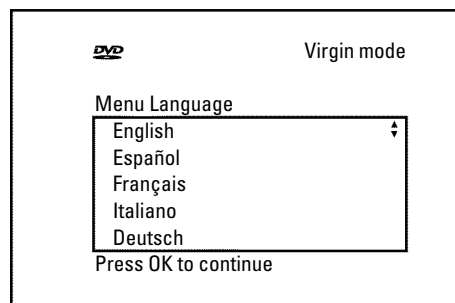 DVD
Virgin mode
Menu Language
English
Español
Français
Italiano
Deutsch
Press OK to continue